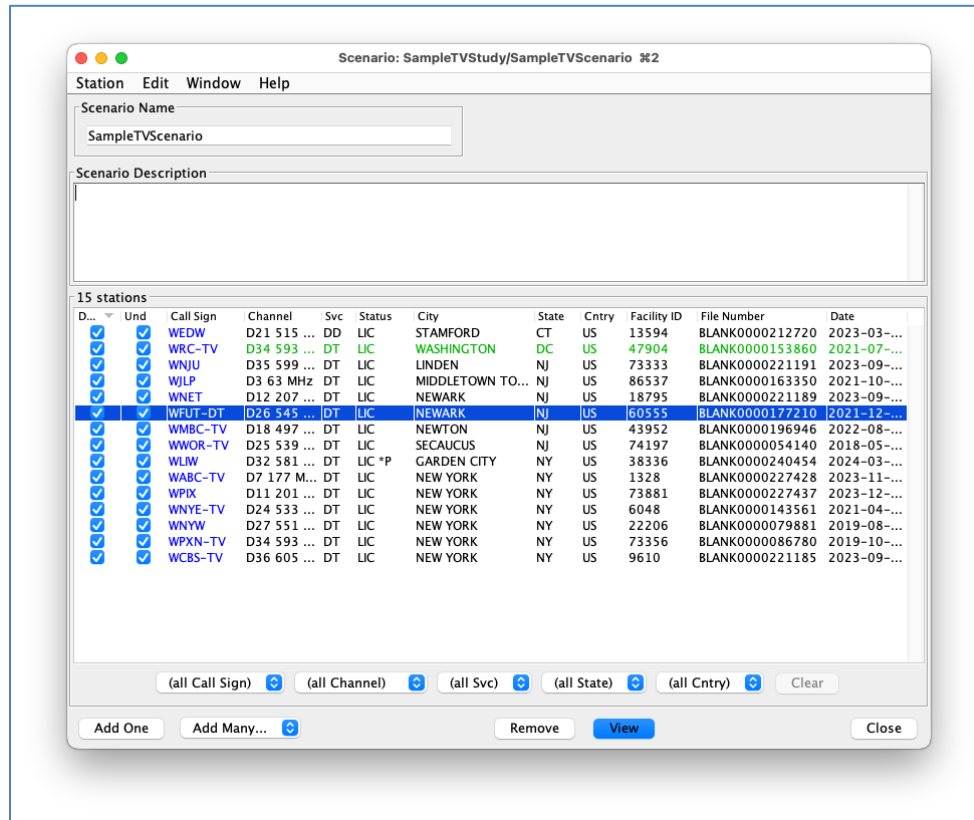 Scenario: SampleTVStudy/SampleTVScenario ⌘2
Station Edit Window Help
Scenario Name
SampleTVScenario
Scenario Description
15 stations
D... Und Call Sign Channel Svc Status City State Cntry Facility ID File Number Date
WEDW D21 515 ... DD LIC STAMFORD CT US 13594 BLANK0000212720 2023-03-...
WRC-TV D34 593 ... DT LIC WASHINGTON DC US 47904 BLANK0000153860 2021-07-...
WNJU D35 599 ... DT LIC LINDEN NJ US 73333 BLANK0000221191 2023-09-...
WJLP D3 63 MHz DT LIC MIDDLETOWN TO... NJ US 86537 BLANK0000163350 2021-10-...
WNET D12 207 ... DT LIC NEWARK NJ US 18795 BLANK0000221189 2023-09-...
WFUT-DT D26 545 ... DT LIC NEWARK NJ US 60555 BLANK0000177210 2021-12-...
WMBC-TV D18 497 ... DT LIC NEWTON NJ US 43952 BLANK0000196946 2022-08-...
WWOR-TV D25 539 ... DT LIC SECAUCUS NJ US 74197 BLANK0000054140 2018-05-...
WLIW D32 581 ... DT LIC *P GARDEN CITY NY US 38336 BLANK0000240454 2024-03-...
WABC-TV D7 177 M... DT LIC NEW YORK NY US 1328 BLANK0000227428 2023-11-...
WPIX D11 201 ... DT LIC NEW YORK NY US 73881 BLANK0000227437 2023-12-...
WNYE-TV D24 533 ... DT LIC NEW YORK NY US 6048 BLANK0000143561 2021-04-...
WNYW D27 551 ... DT LIC NEW YORK NY US 22206 BLANK0000079881 2019-08-...
WPXN-TV D34 593 ... DT LIC NEW YORK NY US 73356 BLANK0000086780 2019-10-...
WCBS-TV D36 605 ... DT LIC NEW YORK NY US 9610 BLANK0000221185 2023-09-...
(all Call Sign) (all Channel) (all Svc) (all State) (all Cntry) Clear
Add One Add Many... Remove View Close